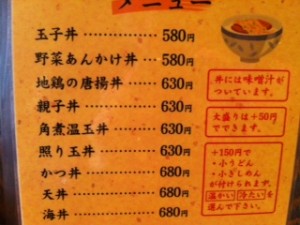 メニュー
玉子丼 … 580円
野菜あんかけ丼 … 580円
地鶏の唐揚丼 … 630円
親子丼 … 630円
角煮温玉丼 … 630円
照り玉丼 … 630円
かつ丼 … 680円
天丼 … 680円
海丼 … 680円
丼には味噌汁が
ついています。
大盛りは+50円
でできます。
+150円で
・小うどん
・小きしめん
が付けられます。
温かい 冷たい
を選んで下さい。